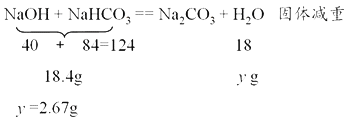 NaOH + NaHCO₃ == Na₂CO₃ + H₂O 固体减重
40 + 84=124 18
18.4g y g
y =2.67g